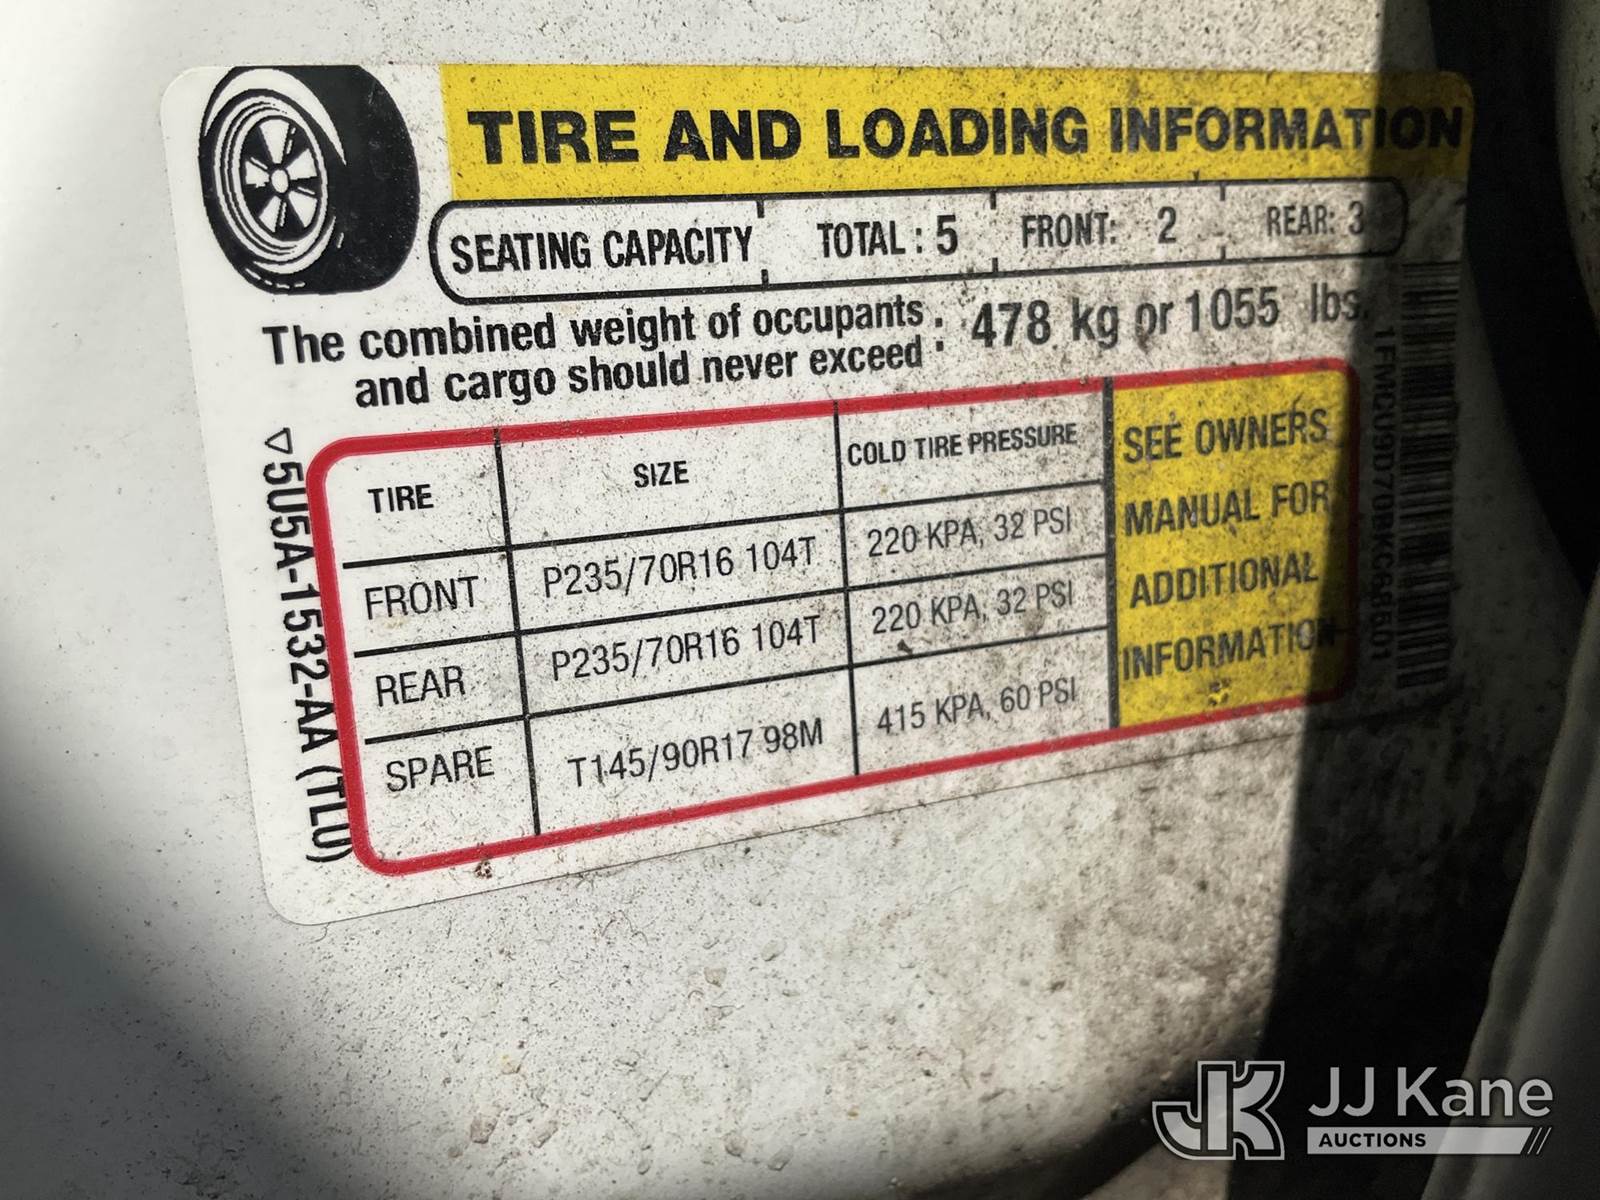 TIRE AND LOADING INFORMATION
SEATING CAPACITY TOTAL : 5 FRONT: 2 REAR: 3
The combined weight of occupants
and cargo should never exceed : 478 kg or 1055 lbs.
TIRE SIZE COLD TIRE PRESSURE
FRONT P235/70R16 104T 220 KPA, 32 PSI
REAR P235/70R16 104T 220 KPA, 32 PSI
SPARE T145/90R17 98M 415 KPA, 60 PSI
SEE OWNERS
MANUAL FOR
ADDITIONAL
INFORMATION
5U5A-1532-AA (TLU)
1FMCU9D70BKC68501
JK
JJ Kane
AUCTIONS